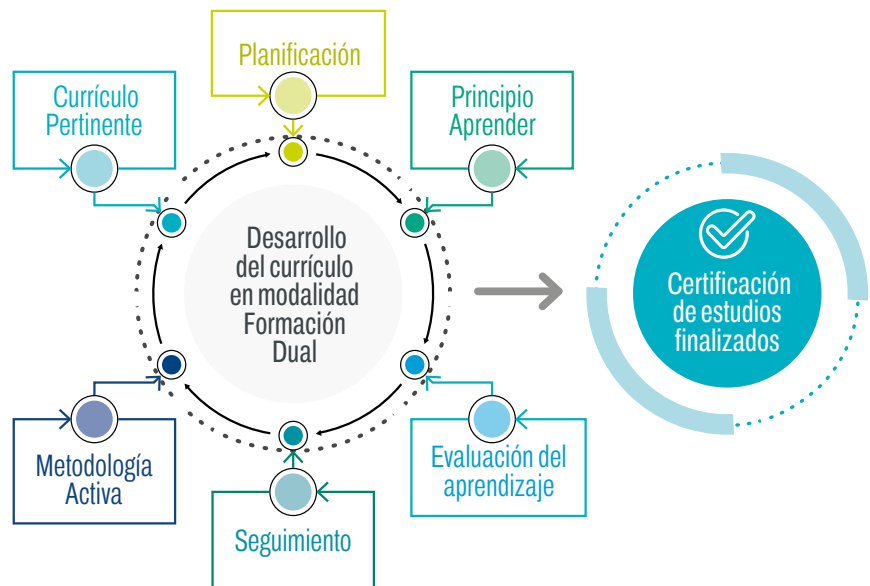 Planificación
Currículo
Pertinente
Principio
Aprender
Desarrollo
del currículo
en modalidad
Formación
Dual
Certificación
de estudios
finalizados
Metodología
Activa
Seguimiento
Evaluación del
aprendizaje